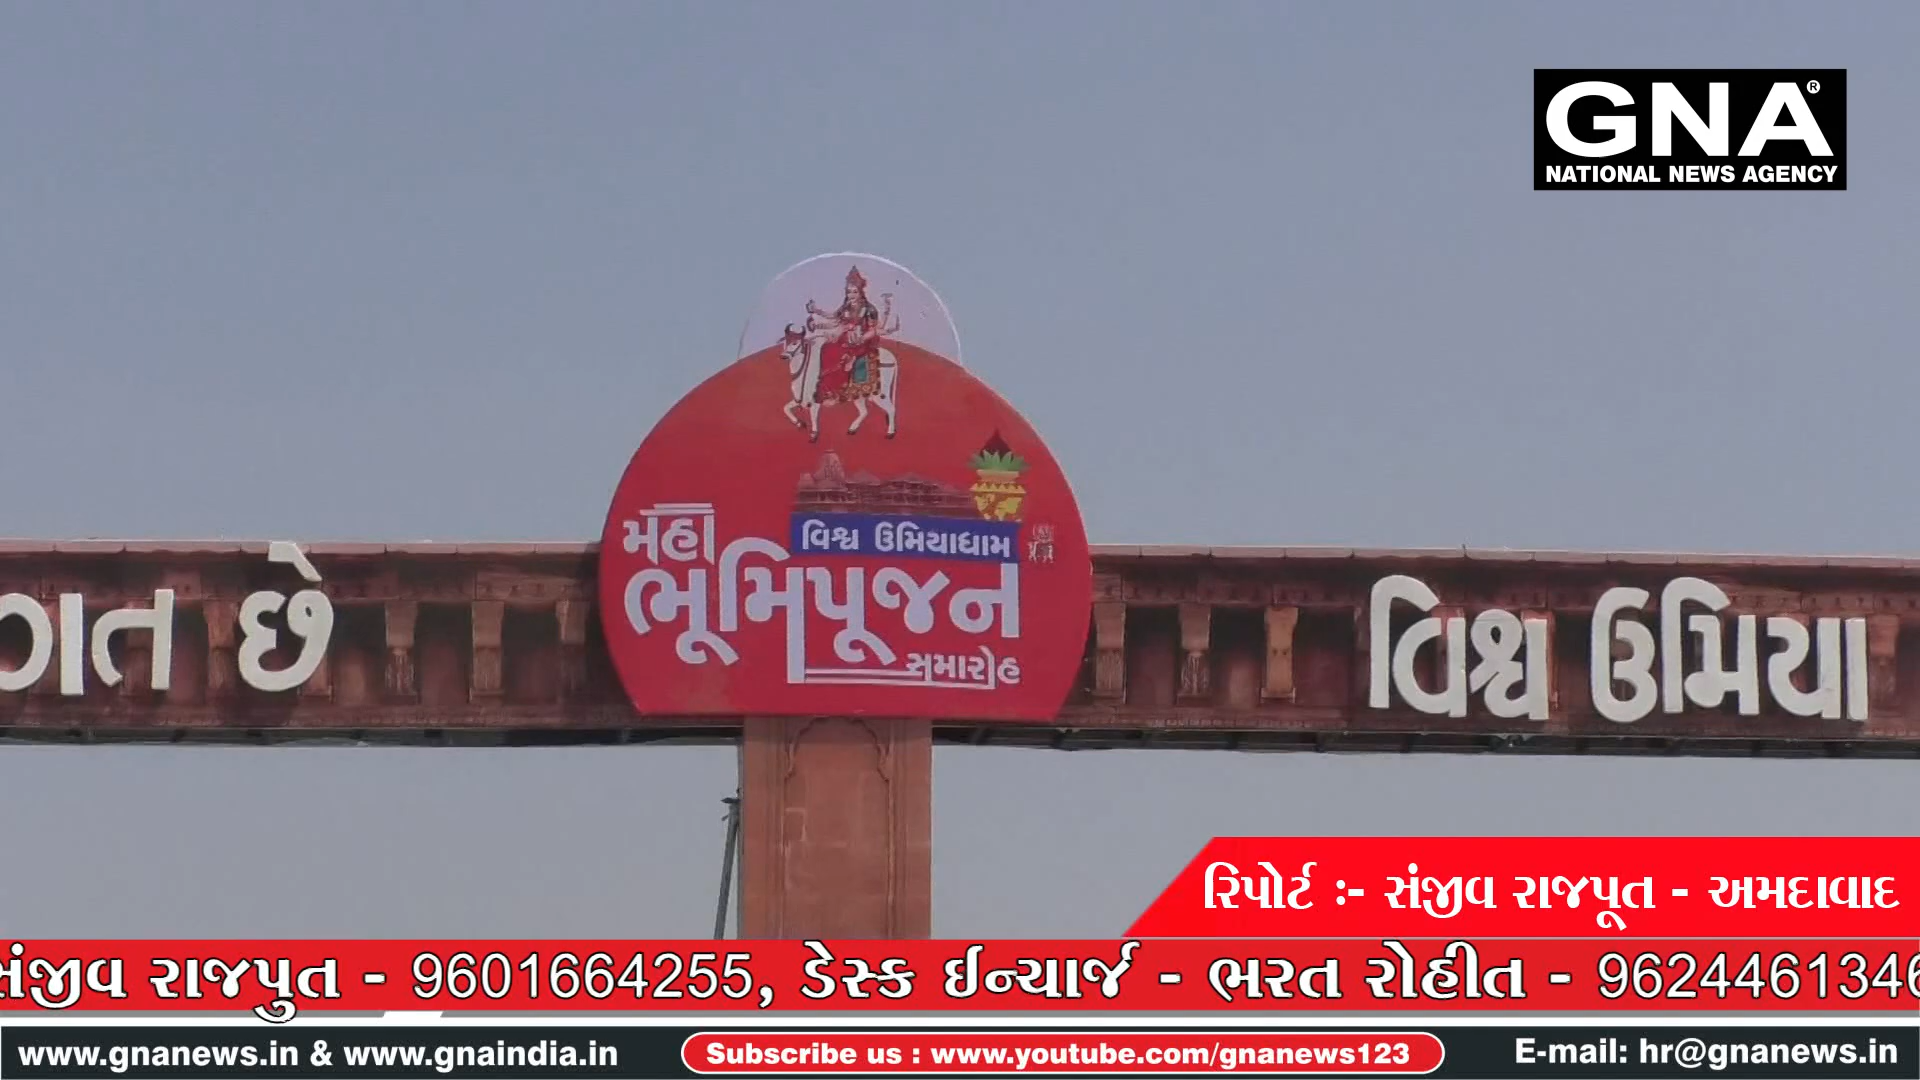 GNA®
NATIONAL NEWS AGENCY
મહા
વિશ્વ ઉમિયાધામ
ભૂમિપૂજન
સમારોહ
ગત છે
વિશ્વ ઉમિયા
રિપોર્ટ :- સંજીવ રાજપૂત - અમદાવાદ
સંજીવ રાજપુત - 9601664255, ડેસ્ક ઈન્ચાર્જ - ભરત રોહીત - 9624461346
www.gnanews.in & www.gnaindia.in
Subscribe us : www.youtube.com/gnanews123
E-mail: hr@gnanews.in